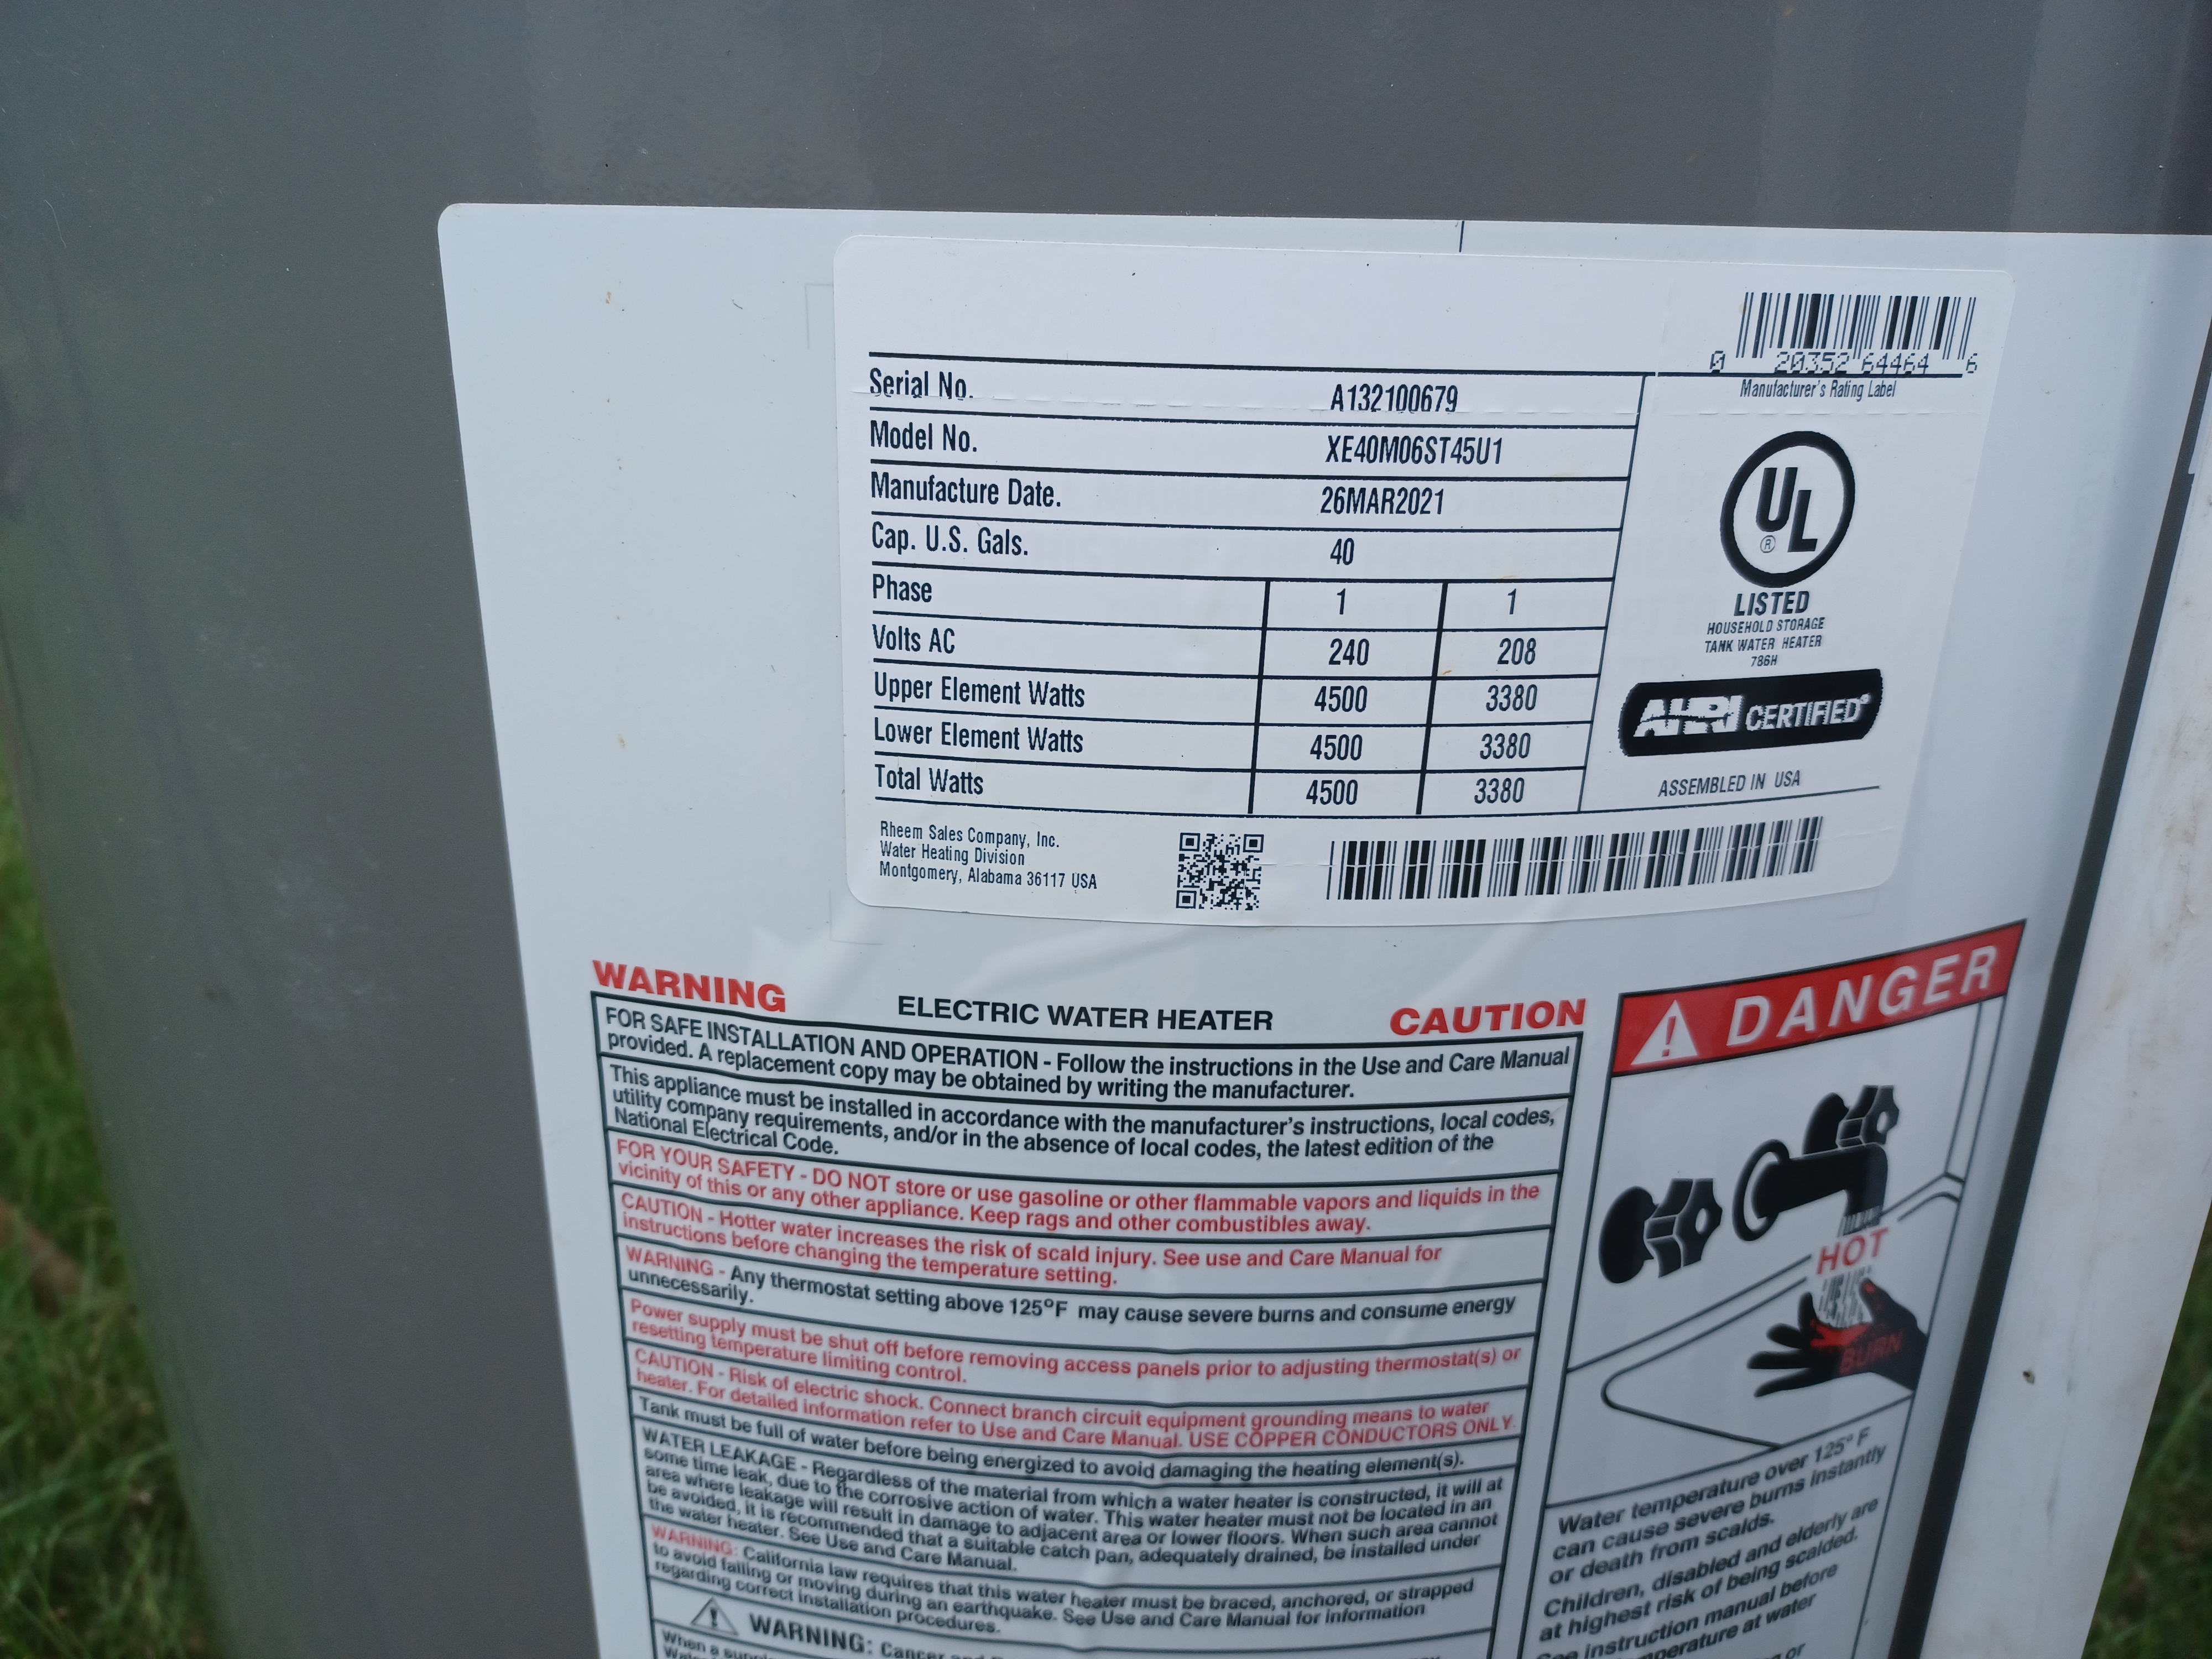 0 20352 64464 6
Manufacturer's Rating Label
Serial No. A132100679
Model No. XE40M06ST45U1
Manufacture Date. 26MAR2021
Cap. U.S. Gals. 40
Phase 1 1
Volts AC 240 208
Upper Element Watts 4500 3380
Lower Element Watts 4500 3380
Total Watts 4500 3380
UL
®
LISTED
HOUSEHOLD STORAGE
TANK WATER HEATER
786H
AHRI CERTIFIED®
ASSEMBLED IN USA
Rheem Sales Company, Inc.
Water Heating Division
Montgomery, Alabama 36117 USA
WARNING ELECTRIC WATER HEATER CAUTION
FOR SAFE INSTALLATION AND OPERATION - Follow the instructions in the Use and Care Manual
provided. A replacement copy may be obtained by writing the manufacturer.
This appliance must be installed in accordance with the manufacturer's instructions, local codes,
utility company requirements, and/or in the absence of local codes, the latest edition of the
National Electrical Code.
FOR YOUR SAFETY - DO NOT store or use gasoline or other flammable vapors and liquids in the
vicinity of this or any other appliance. Keep rags and other combustibles away.
CAUTION - Hotter water increases the risk of scald injury. See use and Care Manual for
instructions before changing the temperature setting.
WARNING - Any thermostat setting above 125°F may cause severe burns and consume energy
unnecessarily.
Power supply must be shut off before removing access panels prior to adjusting thermostat(s) or
resetting temperature limiting control.
CAUTION - Risk of electric shock. Connect branch circuit equipment grounding means to water
heater. For detailed information refer to Use and Care Manual. USE COPPER CONDUCTORS ONLY.
Tank must be full of water before being energized to avoid damaging the heating element(s).
WATER LEAKAGE - Regardless of the material from which a water heater is constructed, it will at
some time leak, due to the corrosive action of water. This water heater must not be located in an
area where leakage will result in damage to adjacent area or lower floors. When such area cannot
be avoided, it is recommended that a suitable catch pan, adequately drained, be installed under
the water heater. See Use and Care Manual.
WARNING: California law requires that this water heater must be braced, anchored, or strapped
to avoid falling or moving during an earthquake. See Use and Care Manual for information
regarding correct installation procedures.
WARNING: Cancer and
When a
DANGER
HOT
BURN
Water temperature over 125° F
can cause severe burns instantly
or death from scalds.
Children, disabled and elderly are
at highest risk of being scalded.
instruction manual before
temperature at water
or